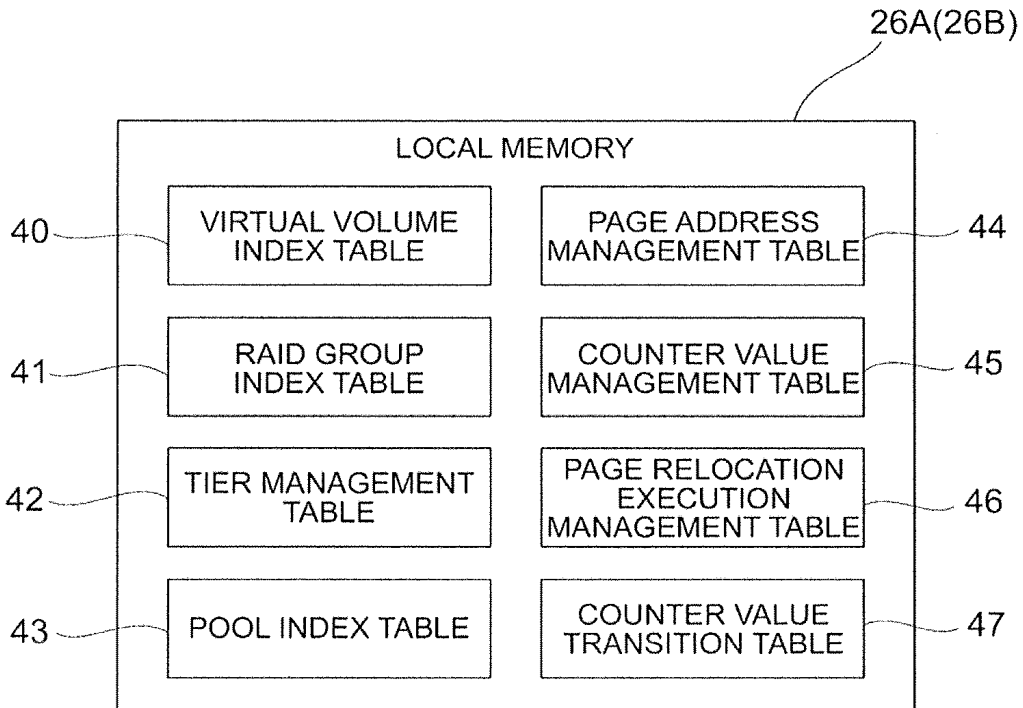 26A(26B)
LOCAL MEMORY
40
VIRTUAL VOLUME
INDEX TABLE
PAGE ADDRESS
MANAGEMENT TABLE
44
41
RAID GROUP
INDEX TABLE
COUNTER VALUE
MANAGEMENT TABLE
45
42
TIER MANAGEMENT
TABLE
PAGE RELOCATION
EXECUTION
MANAGEMENT TABLE
46
43
POOL INDEX TABLE
COUNTER VALUE
TRANSITION TABLE
47